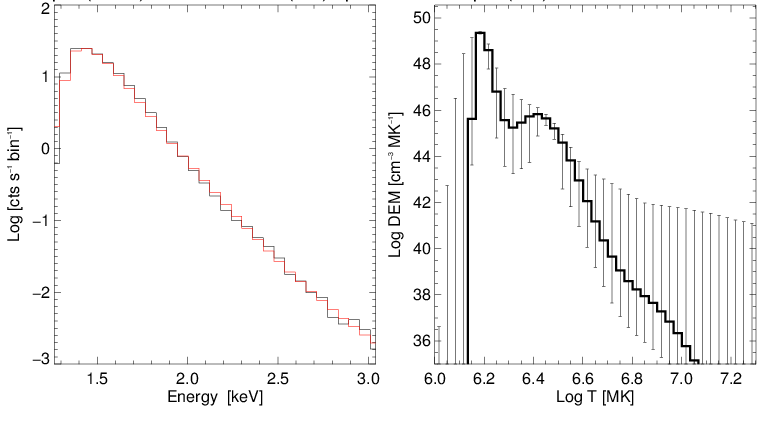 2
1
0
−1
−2
−3
Log [cts s⁻¹ bin⁻¹]
1.5 2.0 2.5 3.0
Energy [keV]
50
48
46
44
42
40
38
36
Log DEM [cm⁻³ MK⁻¹]
6.0 6.2 6.4 6.6 6.8 7.0 7.2
Log T [MK]